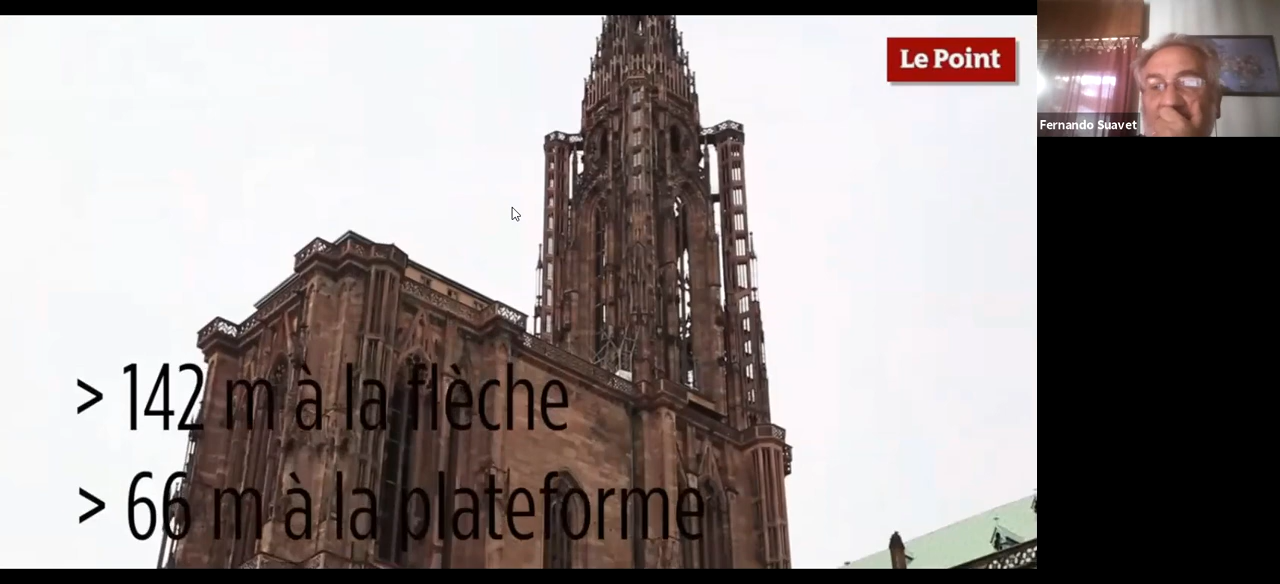 Le Point
Fernando Suavet
> 142 m à la flèche
> 66 m à la plateforme